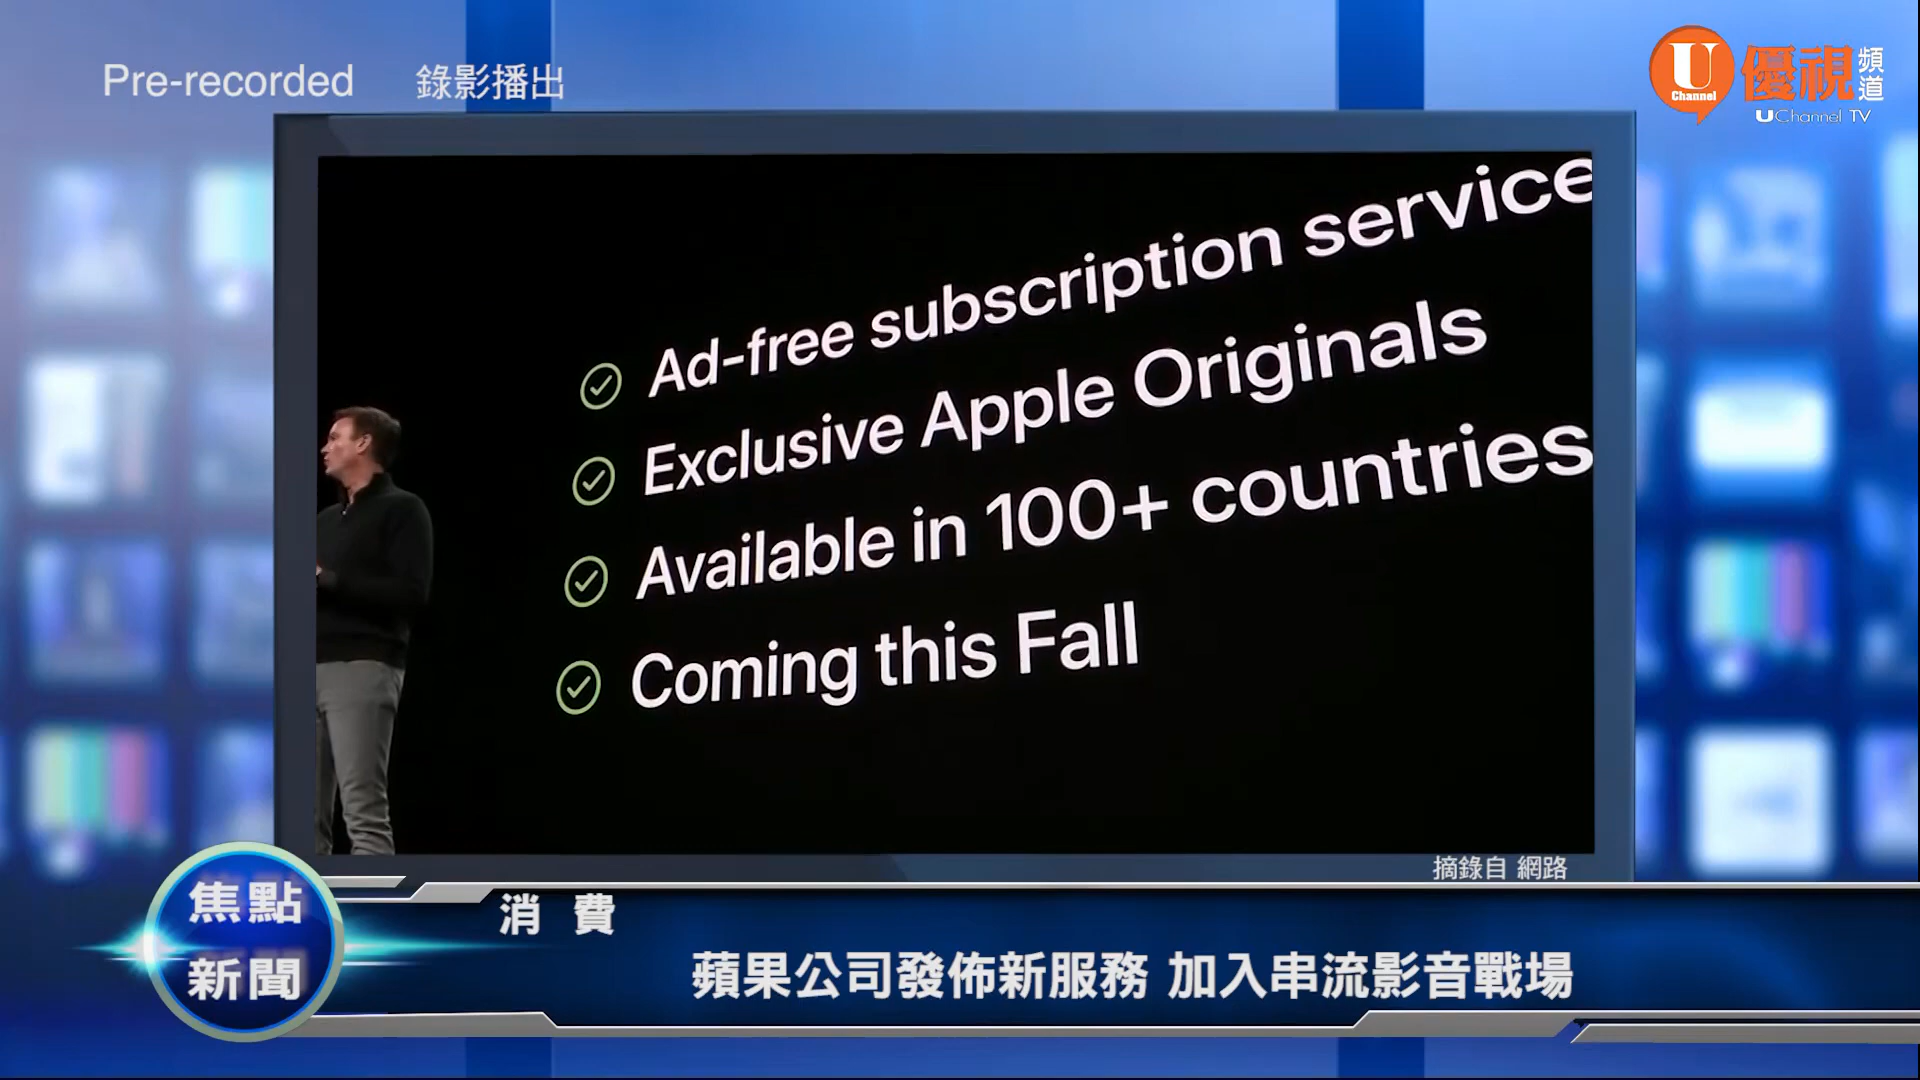 Pre-recorded 錄影播出
U
Channel
優視
頻道
UChannel TV
Ad-free subscription service
Exclusive Apple Originals
Available in 100+ countries
Coming this Fall
摘錄自 網路
焦點
新聞
消 費
蘋果公司發佈新服務 加入串流影音戰場